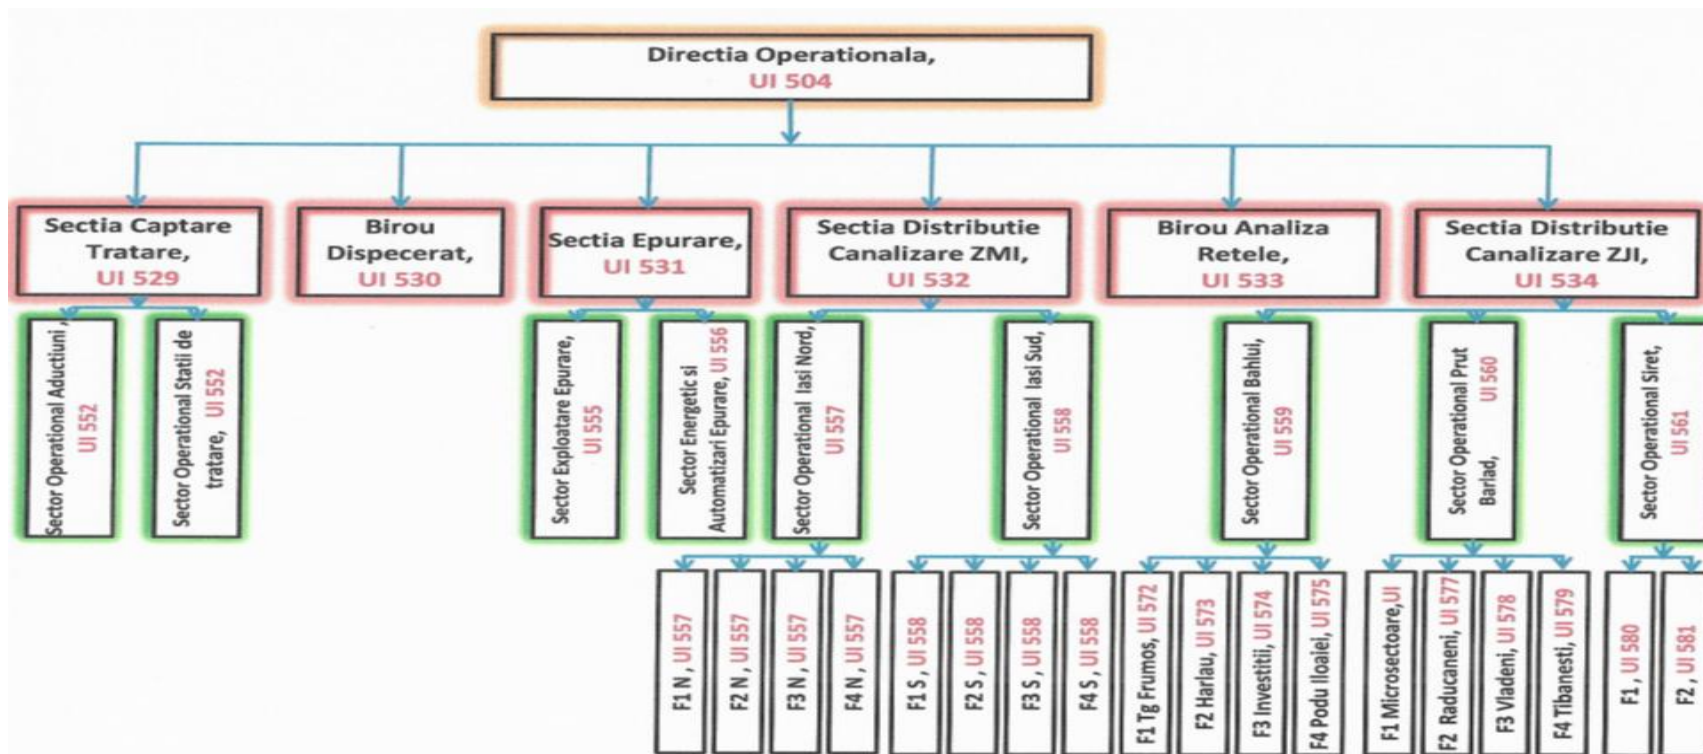 Directia Operationala,
UI 504
Sectia Captare
Tratare,
UI 529
Birou
Dispecerat,
UI 530
Sectia Epurare,
UI 531
Sectia Distributie
Canalizare ZMI,
UI 532
Birou Analiza
Retele,
UI 533
Sectia Distributie
Canalizare ZJI,
UI 534
Sector Operational Aductiuni,
UI 552
Sector Operational Statii de
tratare, UI 552
Sector Exploatare Epurare,
UI 555
Sector Energetic si
Automatizari Epurare, UI 556
Sector Operational Iasi Nord,
UI 557
Sector Operational Iasi Sud,
UI 558
Sector Operational Bahlui,
UI 559
Sector Operational Prut
Barlad, UI 560
Sector Operational Siret,
UI 561
F1 N, UI 557
F2 N, UI 557
F3 N, UI 557
F4 N, UI 557
F1 S, UI 558
F2 S, UI 558
F3 S, UI 558
F4 S, UI 558
F1 Tg Frumos, UI 572
F2 Harlau, UI 573
F3 Investitii, UI 574
F4 Podu Iloaiei, UI 575
F1 Microsectoare,UI
F2 Raducaneni, UI 577
F3 Vladeni, UI 578
F4 Tibanesti, UI 579
F1, UI 580
F2, UI 581